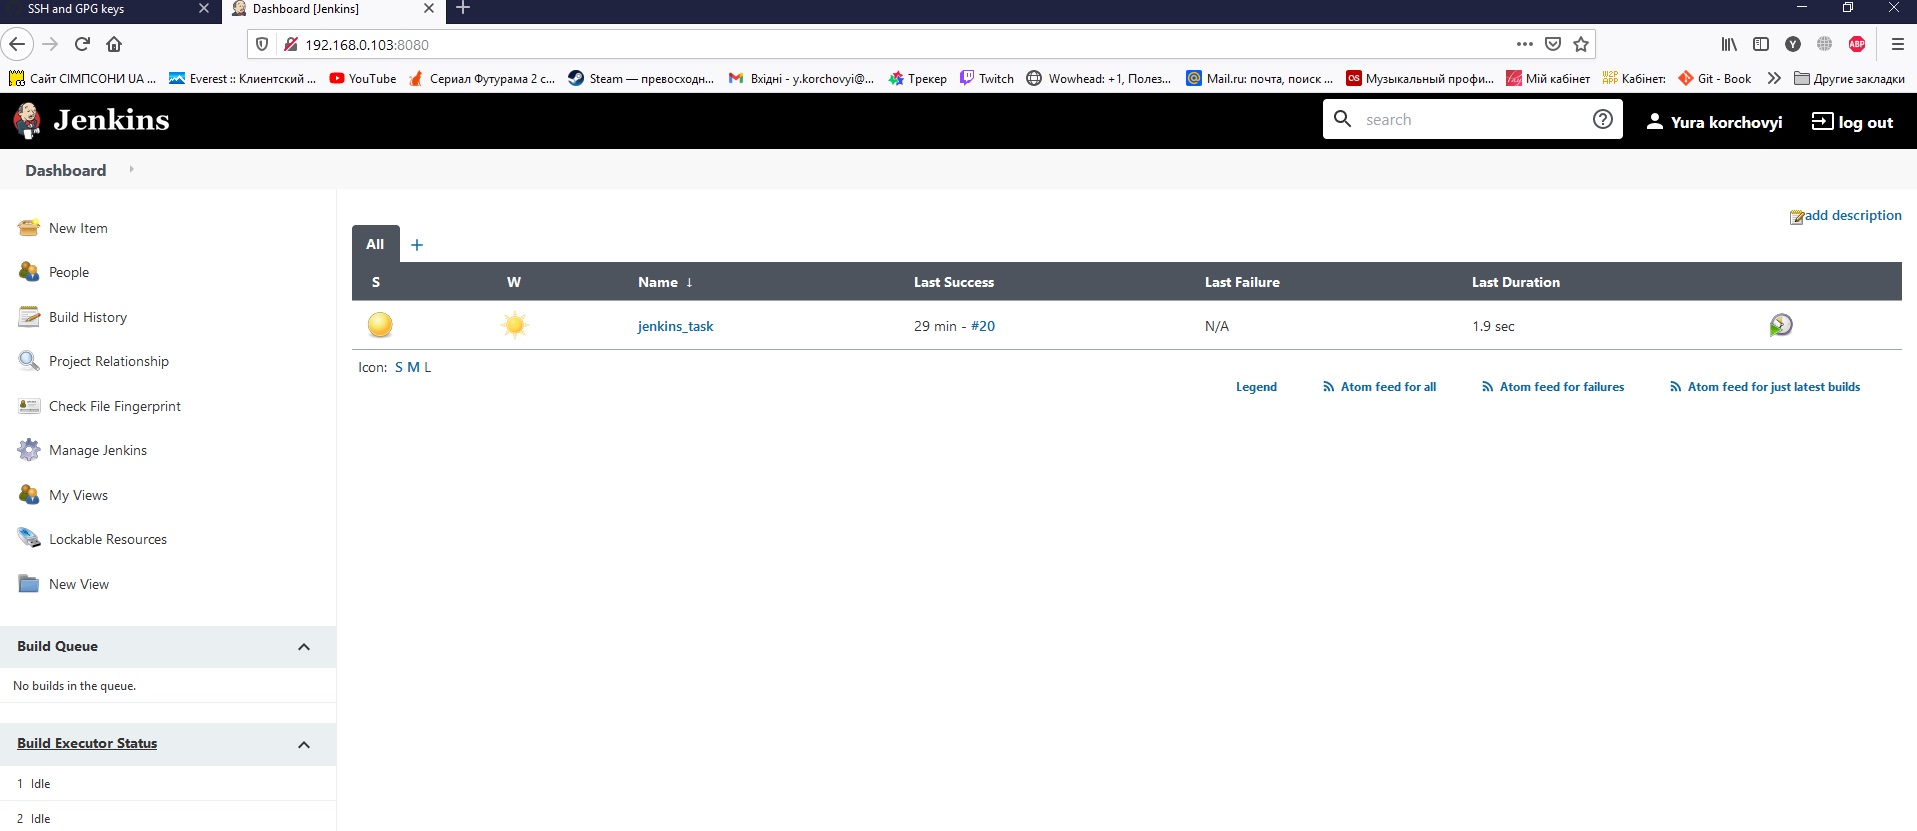 SSH and GPG keys
Dashboard [Jenkins]
192.168.0.103:8080
Сайт СІМПСОНИ UA ...
Everest :: Клиентский ...
YouTube
Сериал Футурама 2 с...
Steam — превосходн...
Вхідні - y.korchovyi@...
Трекер
Twitch
Wowhead: +1, Полез...
Mail.ru: почта, поиск ...
Музыкальный профи...
Мій кабінет
Кабінет:
Git - Book
Другие закладки
Jenkins
search
Yura korchovyi
log out
Dashboard
New Item
People
Build History
Project Relationship
Check File Fingerprint
Manage Jenkins
My Views
Lockable Resources
New View
Build Queue
No builds in the queue.
Build Executor Status
1 Idle
2 Idle
add description
All +
S W Name ↓ Last Success Last Failure Last Duration
jenkins_task 29 min - #20 N/A 1.9 sec
Icon: S M L
Legend Atom feed for all Atom feed for failures Atom feed for just latest builds